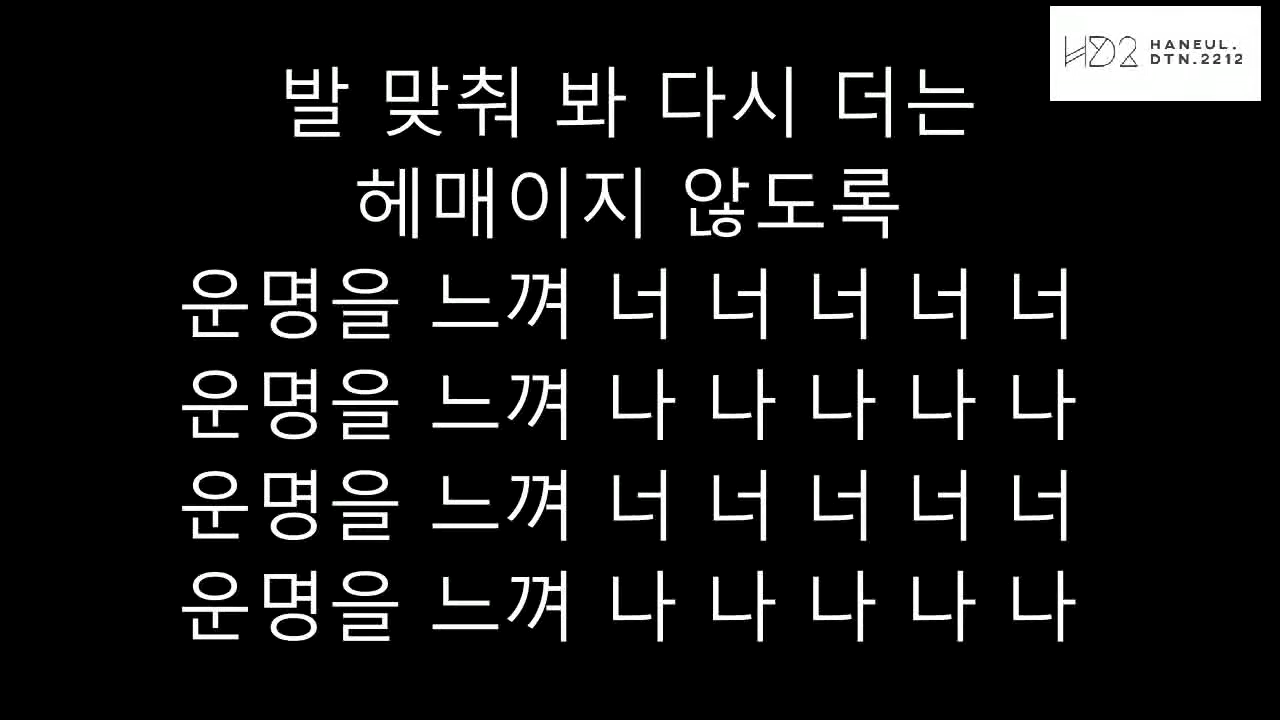 HANEUL.
DTN.2212
발 맞춰 봐 다시 더는
헤매이지 않도록
운명을 느껴 너 너 너 너 너
운명을 느껴 나 나 나 나 나
운명을 느껴 너 너 너 너 너
운명을 느껴 나 나 나 나 나